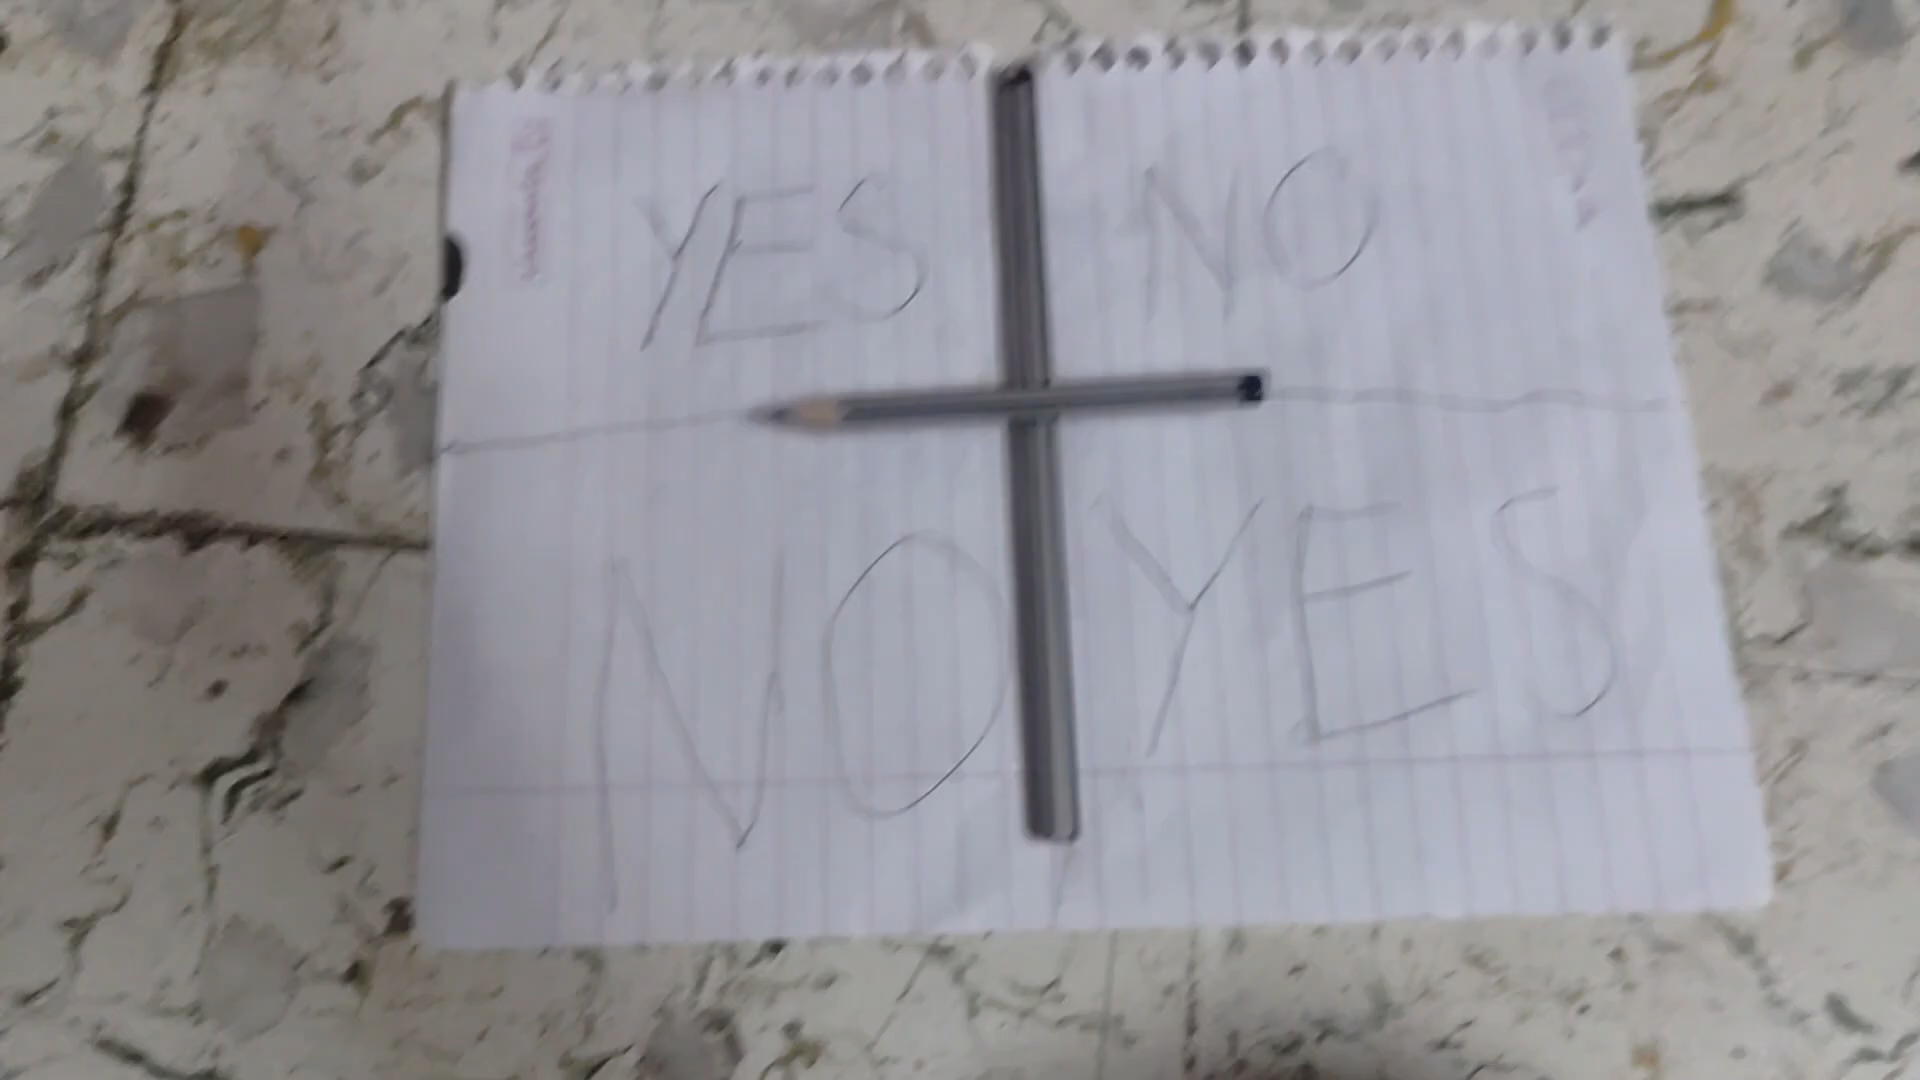 YES NO
NO YES